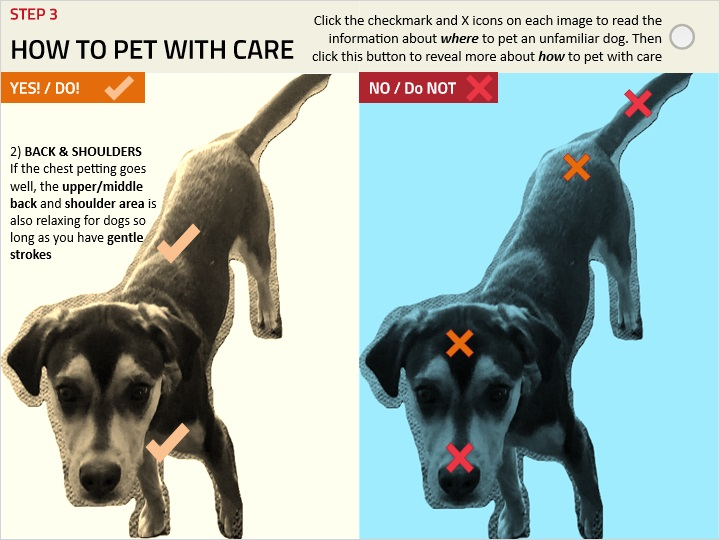 STEP 3
HOW TO PET WITH CARE
Click the checkmark and X icons on each image to read the
information about where to pet an unfamiliar dog. Then
click this button to reveal more about how to pet with care
YES! / DO!
NO / Do NOT
2) BACK & SHOULDERS
If the chest petting goes
well, the upper/middle
back and shoulder area is
also relaxing for dogs so
long as you have gentle
strokes